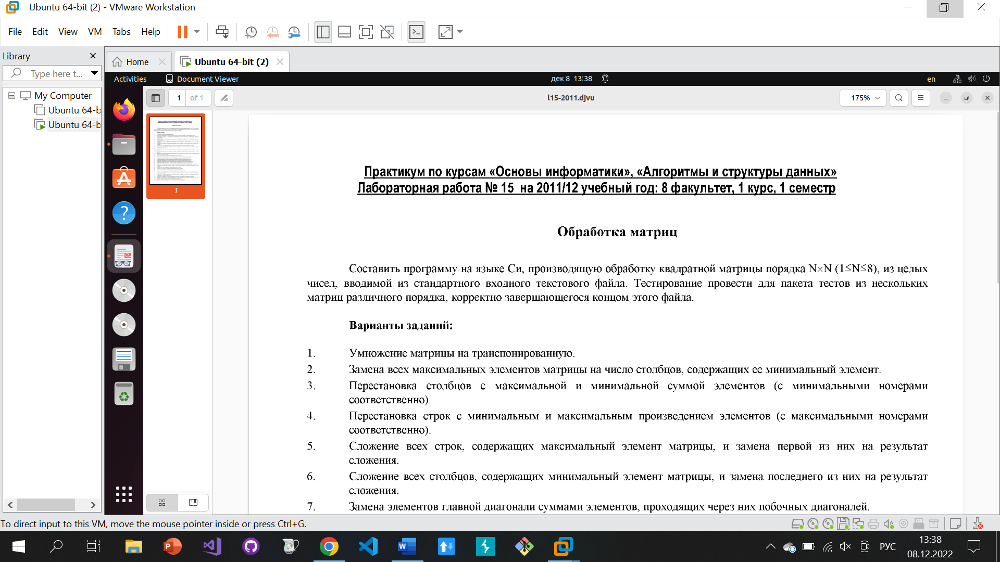 Ubuntu 64-bit (2) - VMware Workstation
File Edit View VM Tabs Help
Library
Type here t...
My Computer
Ubuntu 64-b
Ubuntu 64-b
Home
Ubuntu 64-bit (2)
Activities
Document Viewer
дек 8 13:38
en
1 of 1
l15-2011.djvu
175%
1
Практикум по курсам «Основы информатики», «Алгоритмы и структуры данных»
Лабораторная работа № 15 на 2011/12 учебный год: 8 факультет, 1 курс, 1 семестр
Обработка матриц
Составить программу на языке Си, производящую обработку квадратной матрицы порядка N×N (1≤N≤8), из целых
чисел, вводимой из стандартного входного текстового файла. Тестирование провести для пакета тестов из нескольких
матриц различного порядка, корректно завершающегося концом этого файла.
Варианты заданий:
1. Умножение матрицы на транспонированную.
2. Замена всех максимальных элементов матрицы на число столбцов, содержащих ее минимальный элемент.
3. Перестановка столбцов с максимальной и минимальной суммой элементов (с минимальными номерами
соответственно).
4. Перестановка строк с минимальным и максимальным произведением элементов (с максимальными номерами
соответственно).
5. Сложение всех строк, содержащих максимальный элемент матрицы, и замена первой из них на результат
сложения.
6. Сложение всех столбцов, содержащих минимальный элемент матрицы, и замена последнего из них на результат
сложения.
7. Замена элементов главной диагонали суммами элементов, проходящих через них побочных диагоналей.
To direct input to this VM, move the mouse pointer inside or press Ctrl+G.
РУС
13:38
08.12.2022